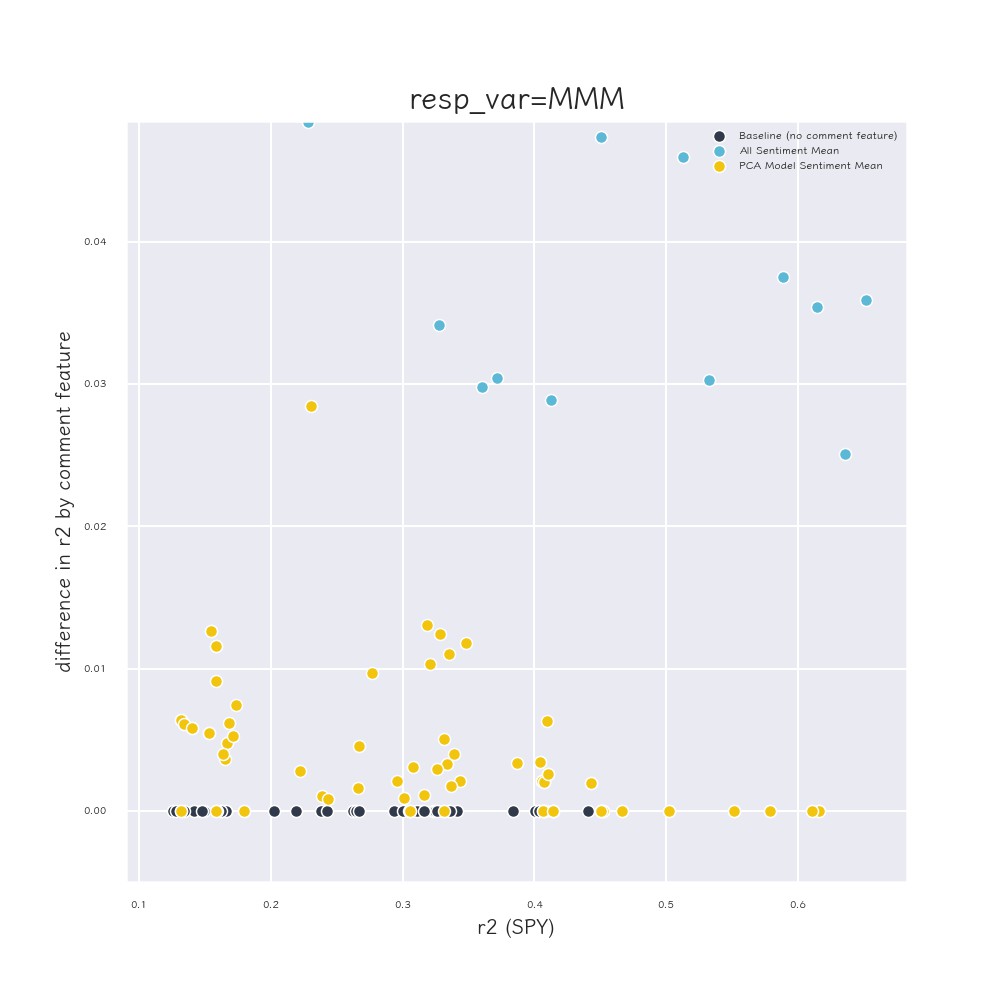 resp_var=MMM
Baseline (no comment feature)
All Sentiment Mean
PCA Model Sentiment Mean
difference in r2 by comment feature
0.04
0.03
0.02
0.01
0.00
0.1 0.2 0.3 0.4 0.5 0.6
r2 (SPY)